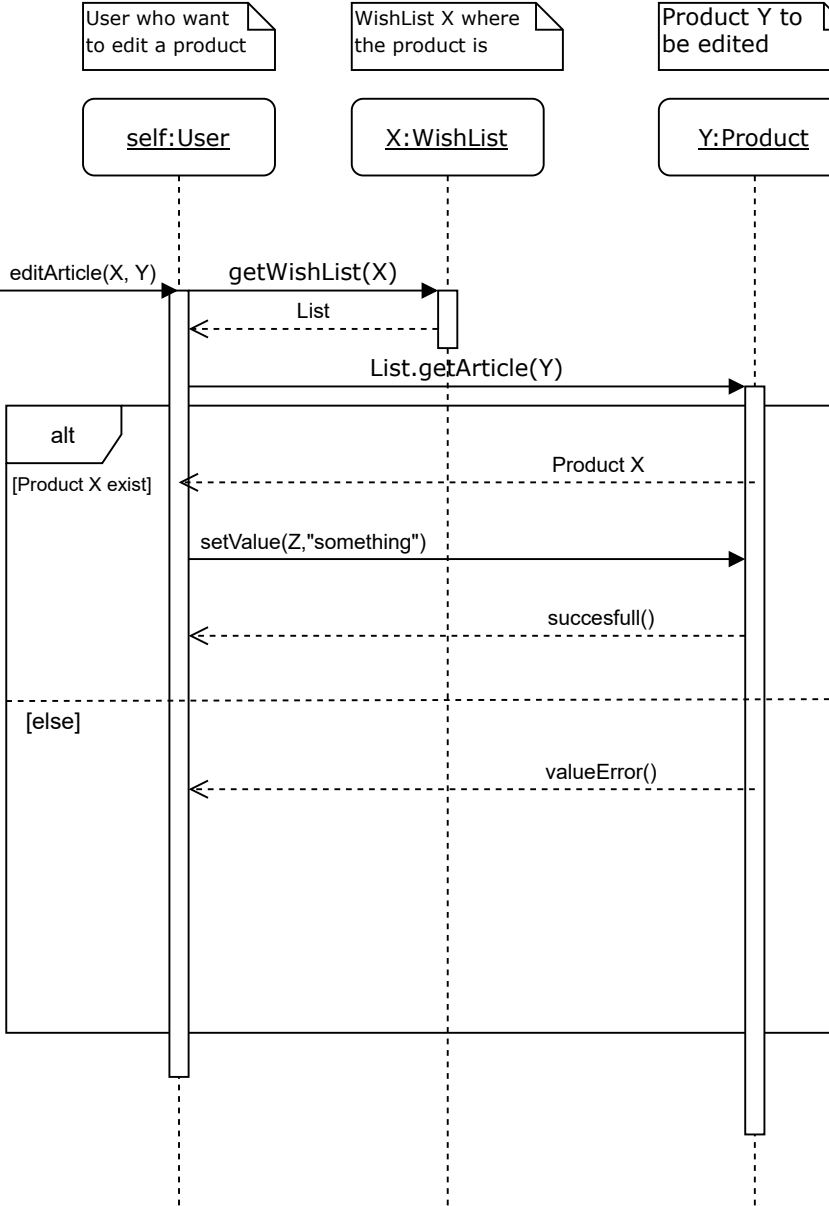 User who want
to edit a product
WishList X where
the product is
Product Y to
be edited
self:User
X:WishList
Y:Product
editArticle(X, Y)
getWishList(X)
List
List.getArticle(Y)
alt
Product X
[Product X exist]
setValue(Z,"something")
succesfull()
[else]
valueError()